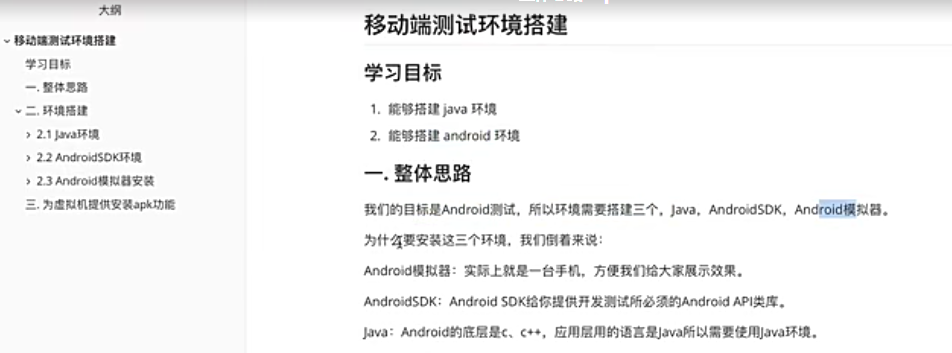 大纲
移动端测试环境搭建
学习目标
一. 整体思路
二. 环境搭建
2.1 Java环境
2.2 AndroidSDK环境
2.3 Android模拟器安装
三. 为虚拟机提供安装apk功能
移动端测试环境搭建
学习目标
1. 能够搭建 java 环境
2. 能够搭建 android 环境
一. 整体思路
我们的目标是Android测试，所以环境需要搭建三个，Java，AndroidSDK，Android模拟器。
为什么要安装这三个环境，我们倒着来说：
Android模拟器：实际上就是一台手机，方便我们给大家展示效果。
AndroidSDK：Android SDK给你提供开发测试所必须的Android API类库。
Java：Android的底层是c、c++，应用层用的语言是Java所以需要使用Java环境。